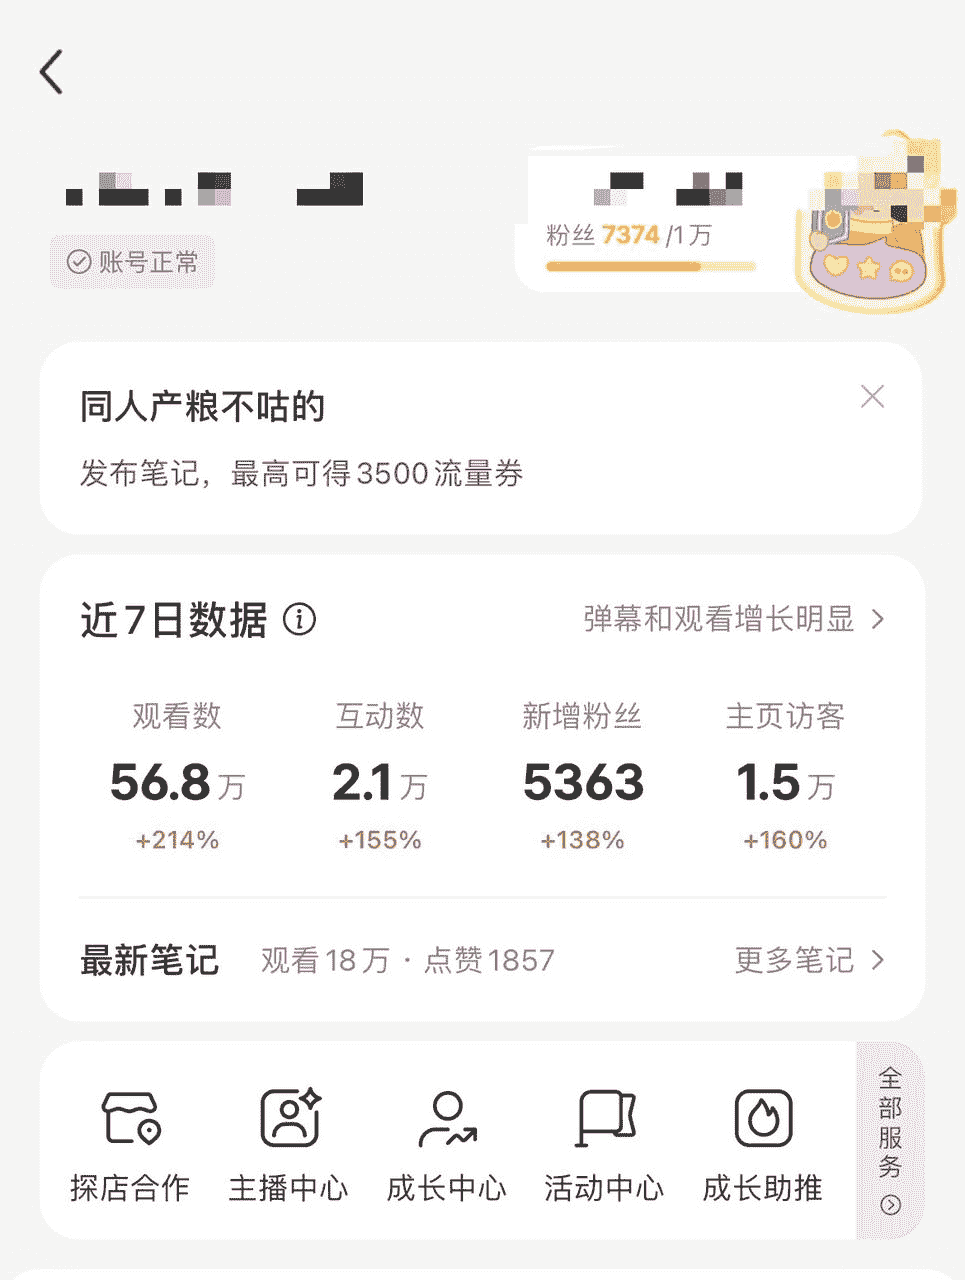 账号正常
粉丝 7374 /1万
同人产粮不咕的
发布笔记，最高可得3500流量券
近7日数据
弹幕和观看增长明显
观看数 互动数 新增粉丝 主页访客
56.8万 2.1万 5363 1.5万
+214% +155% +138% +160%
最新笔记 观看18万 · 点赞1857 更多笔记
探店合作 主播中心 成长中心 活动中心 成长助推
全部服务